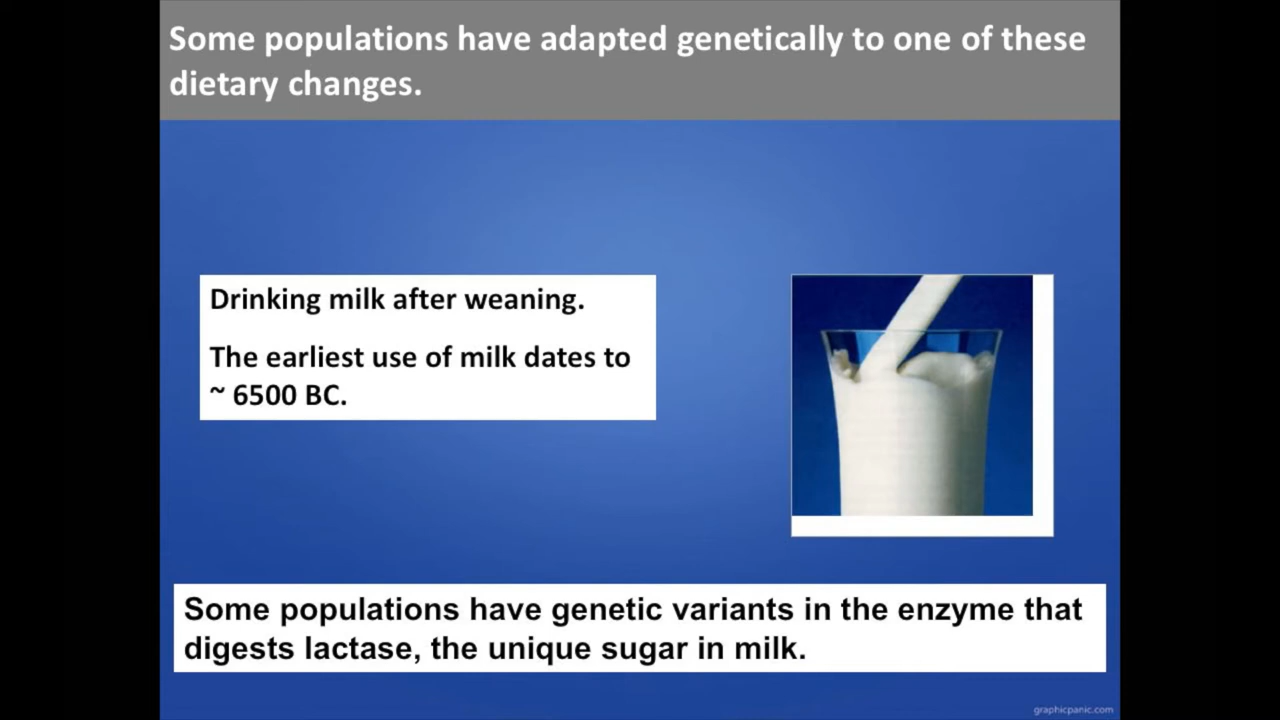 Some populations have adapted genetically to one of these
dietary changes.
Drinking milk after weaning.
The earliest use of milk dates to
~ 6500 BC.
Some populations have genetic variants in the enzyme that
digests lactase, the unique sugar in milk.
graphicpanic.com